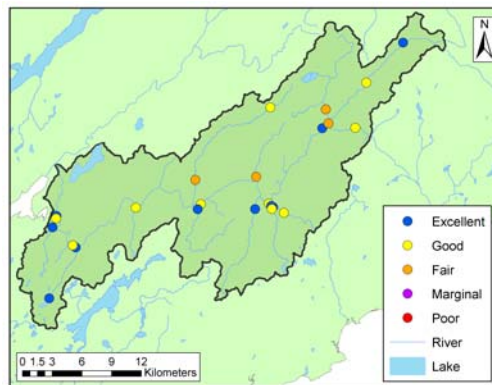 N
Excellent
Good
Fair
Marginal
Poor
River
Lake
0 1.5 3 6 9 12
Kilometers